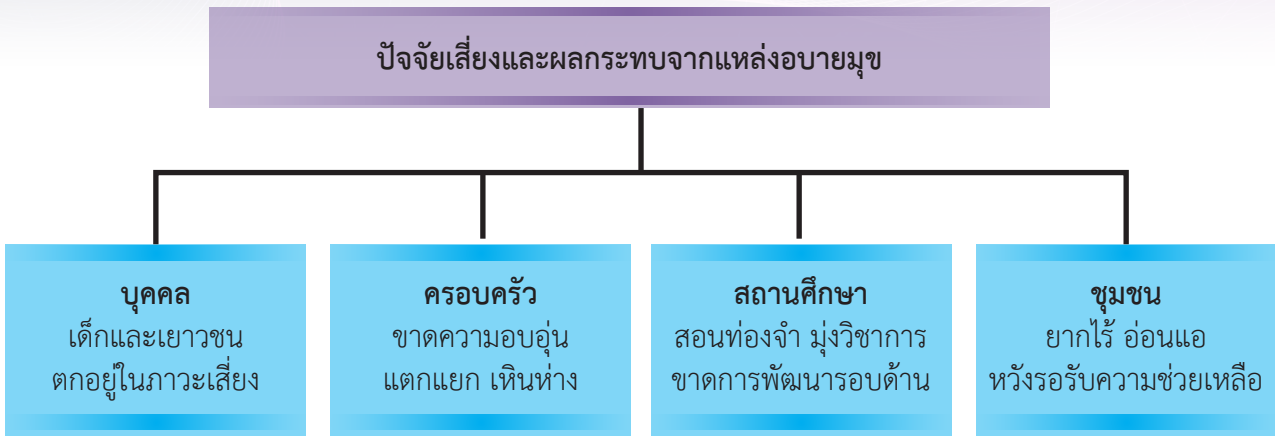 ปัจจัยเสี่ยงและผลกระทบจากแหล่งอบายมุข
บุคคล
เด็กและเยาวชน
ตกอยู่ในภาวะเสี่ยง
ครอบครัว
ขาดความอบอุ่น
แตกแยก เหินห่าง
สถานศึกษา
สอนท่องจำ มุ่งวิชาการ
ขาดการพัฒนารอบด้าน
ชุมชน
ยากไร้ อ่อนแอ
หวังรอรับความช่วยเหลือ